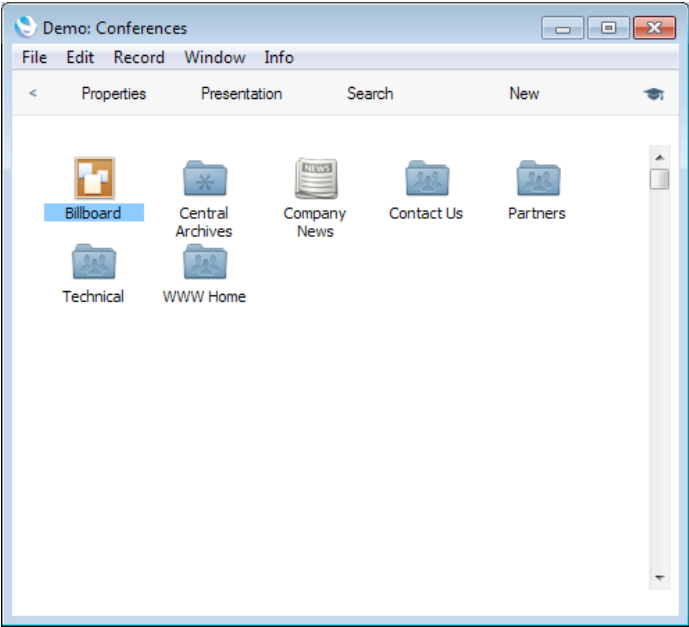 Demo: Conferences
File Edit Record Window Info
< Properties Presentation Search New
NEWS
Billboard Central Archives Company News Contact Us Partners
Technical WWW Home